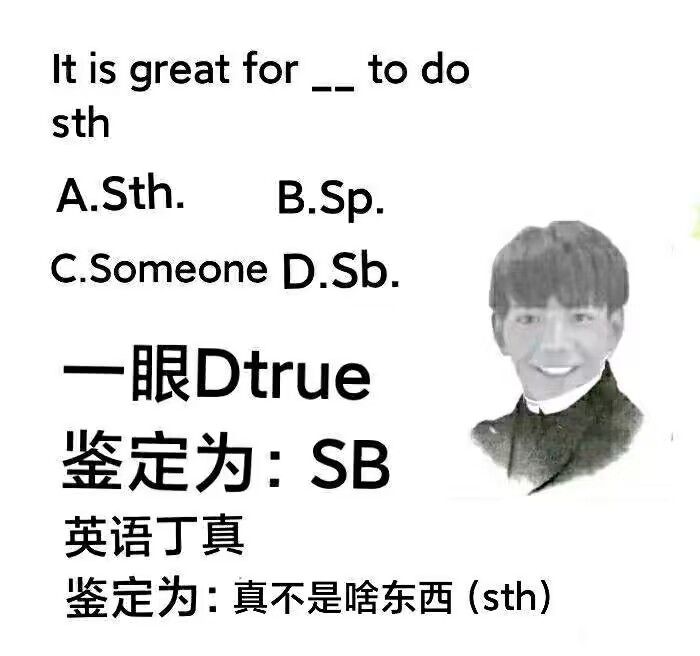 It is great for __ to do
sth
A.Sth. B.Sp.
C.Someone D.Sb.
一眼Dtrue
鉴定为：SB
英语丁真
鉴定为：真不是啥东西（sth）